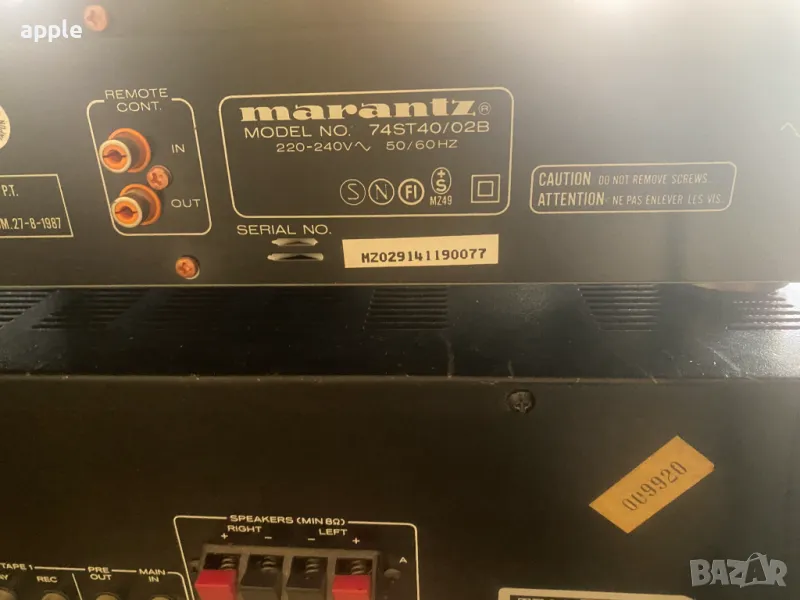 apple
REMOTE
CONT.
IN
OUT
marantz®
MODEL NO. 74ST40/02B
220-240V∿ 50/60HZ
S N FI +S
MZ49
CAUTION DO NOT REMOVE SCREWS...
ATTENTION NE PAS ENLEVER LES VIS...
P.T.
M.27-8-1987
SERIAL NO.
MZ029141190077
009920
SPEAKERS (MIN 8Ω)
RIGHT LEFT
+ - - +
A
TAPE 1 PRE MAIN
AY REC OUT IN
BAZAR